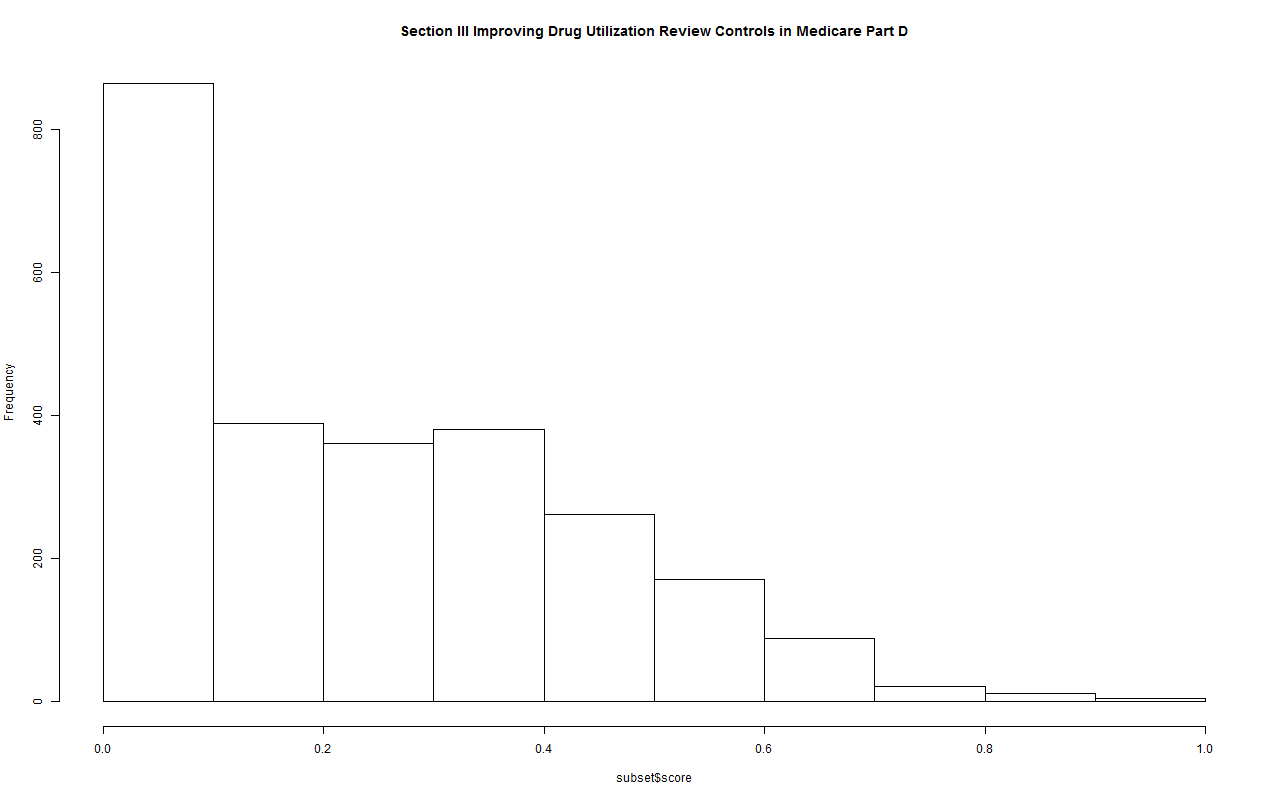 Section III Improving Drug Utilization Review Controls in Medicare Part D
800
600
400
200
0
Frequency
0.0 0.2 0.4 0.6 0.8 1.0
subset$score